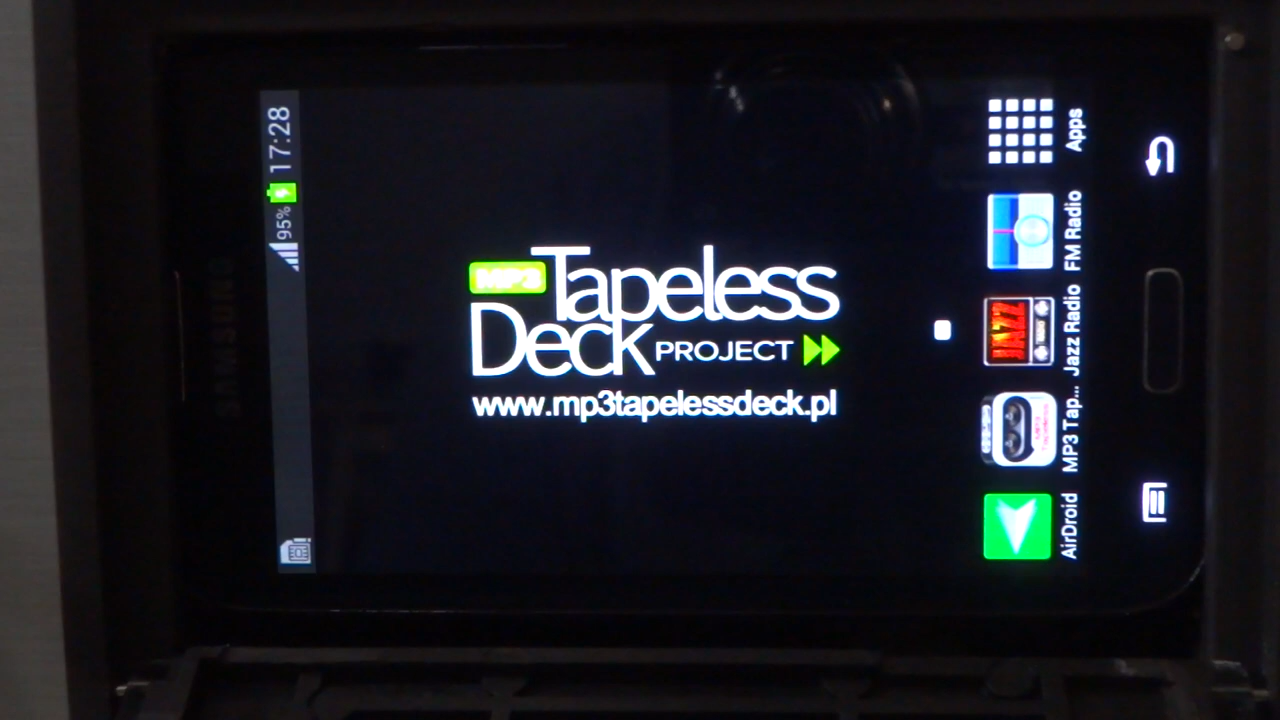 17:28
95%
SAMSUNG
MP3 Tapeless
Deck PROJECT
www.mp3tapelessdeck.pl
Apps
FM Radio
JAZZ
Jazz Radio
MP3 Tap...
AirDroid